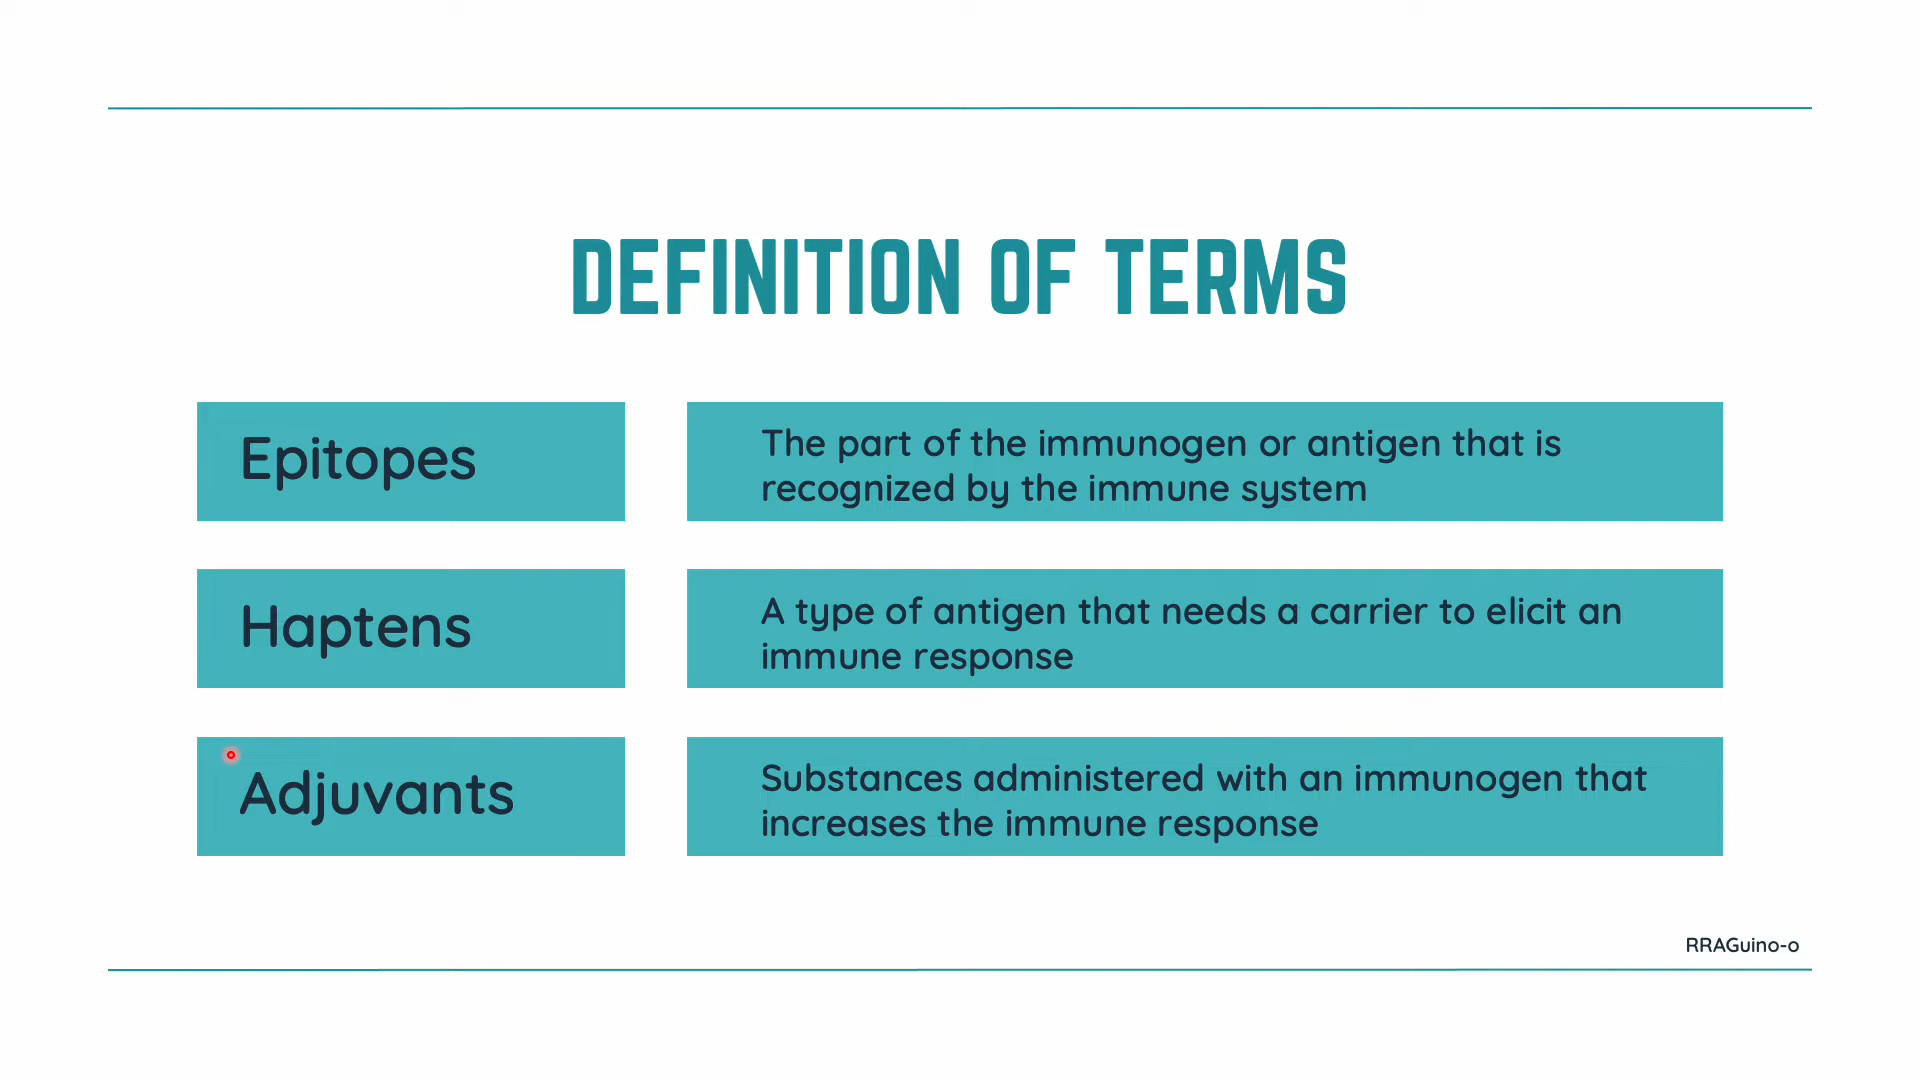 DEFINITION OF TERMS
Epitopes
The part of the immunogen or antigen that is
recognized by the immune system
Haptens
A type of antigen that needs a carrier to elicit an
immune response
Adjuvants
Substances administered with an immunogen that
increases the immune response
RRAGuino-o